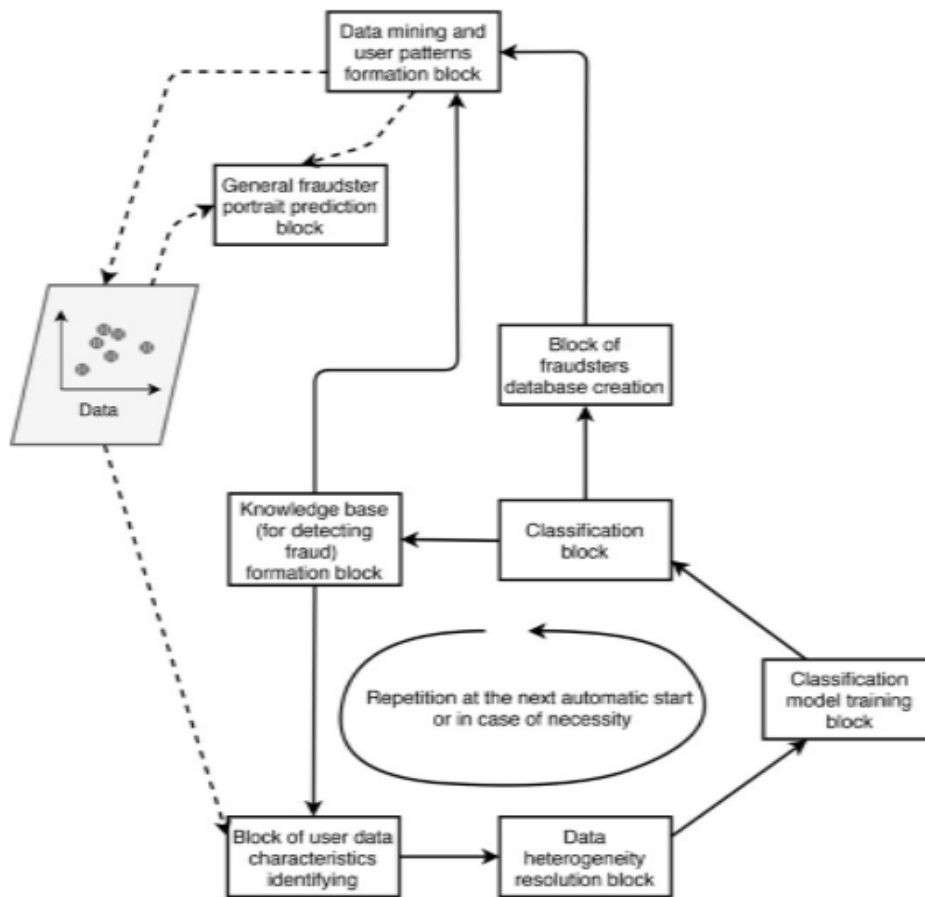 Data mining and
user patterns
formation block
General fraudster
portrait prediction
block
Data
Block of
fraudsters
database creation
Knowledge base
(for detecting
fraud)
formation block
Classification
block
Repetition at the next automatic start
or in case of necessity
Classification
model training
block
Block of user data
characteristics
identifying
Data
heterogeneity
resolution block